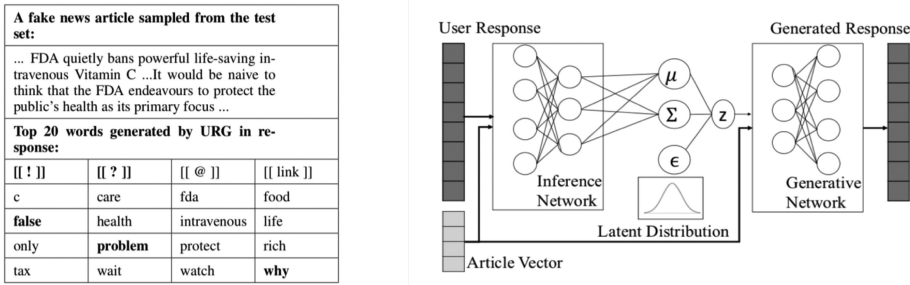 A fake news article sampled from the test
set:
... FDA quietly bans powerful life-saving in-
travenous Vitamin C ...It would be naive to
think that the FDA endeavours to protect the
public's health as its primary focus ...
Top 20 words generated by URG in re-
sponse:
[[ ! ]] [[ ? ]] [[ @ ]] [[ link ]]
c care fda food
false health intravenous life
only problem protect rich
tax wait watch why
User Response
Generated Response
μ
Σ
z
ϵ
Inference
Network
Generative
Network
Latent Distribution
Article Vector